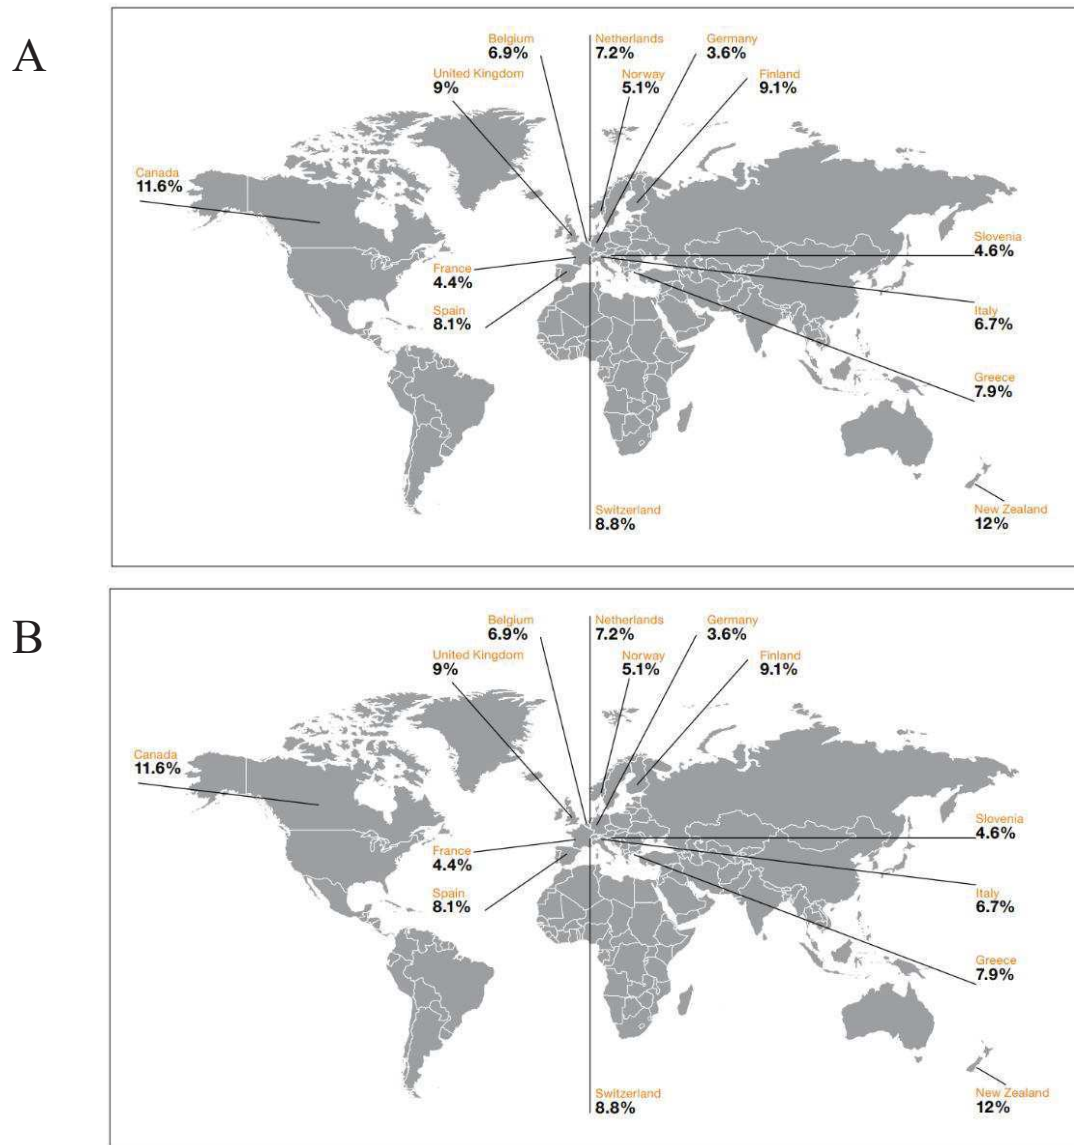 A
Belgium
6.9%
Netherlands
7.2%
Germany
3.6%
United Kingdom
9%
Norway
5.1%
Finland
9.1%
Canada
11.6%
Slovenia
4.6%
France
4.4%
Spain
8.1%
Italy
6.7%
Greece
7.9%
Switzerland
8.8%
New Zealand
12%
B
Belgium
6.9%
Netherlands
7.2%
Germany
3.6%
United Kingdom
9%
Norway
5.1%
Finland
9.1%
Canada
11.6%
Slovenia
4.6%
France
4.4%
Spain
8.1%
Italy
6.7%
Greece
7.9%
Switzerland
8.8%
New Zealand
12%